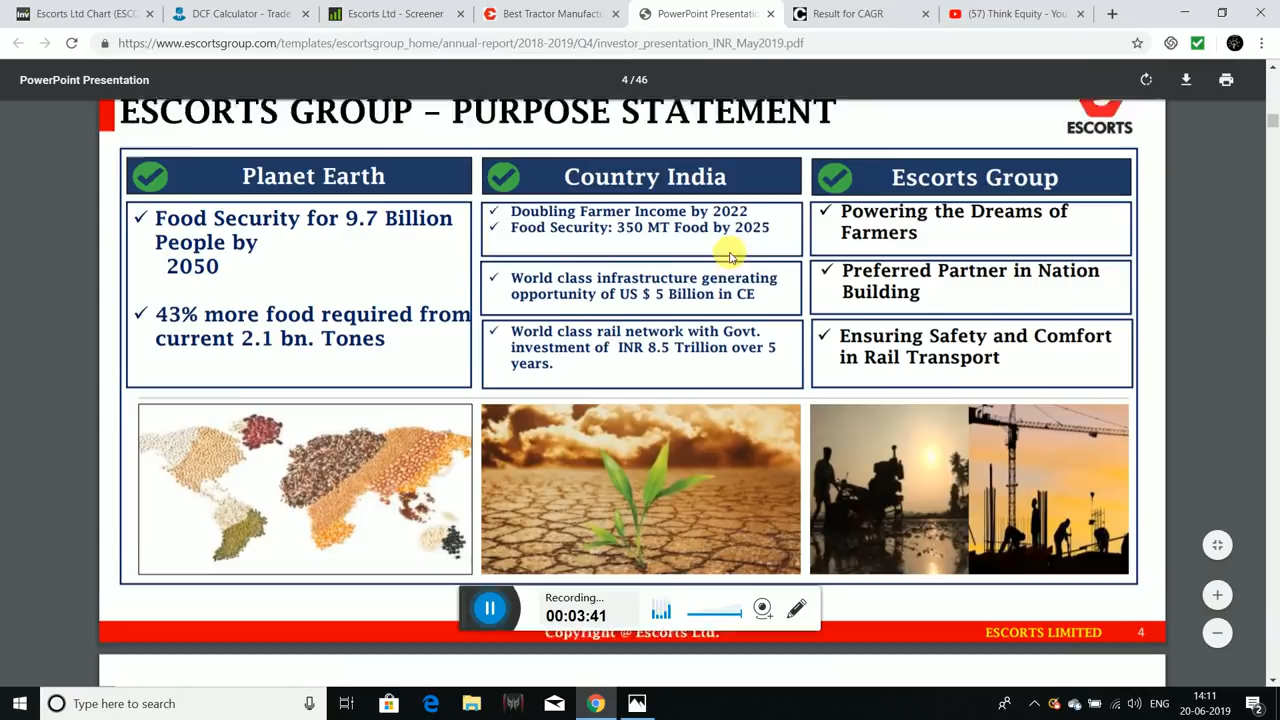 Escorts Ltd Chart (ESC
DCF Calculator - Trade
Escorts Ltd - Screener
Best Tractor Manufactu
PowerPoint Presentatio
Result for CAGR
(57) Think Equity - You
https://www.escortsgroup.com/templates/escortsgroup_home/annual-report/2018-2019/Q4/investor_presentation_INR_May2019.pdf
PowerPoint Presentation
4 / 46
ESCORTS GROUP – PURPOSE STATEMENT
ESCORTS
Planet Earth
Food Security for 9.7 Billion
People by
2050
43% more food required from
current 2.1 bn. Tones
Country India
Doubling Farmer Income by 2022
Food Security: 350 MT Food by 2025
World class infrastructure generating
opportunity of US $ 5 Billion in CE
World class rail network with Govt.
investment of INR 8.5 Trillion over 5
years.
Escorts Group
Powering the Dreams of
Farmers
Preferred Partner in Nation
Building
Ensuring Safety and Comfort
in Rail Transport
Recording...
00:03:41
Copyright @ Escorts Ltd.
ESCORTS LIMITED 4
Type here to search
ENG
14:11
20-06-2019
2